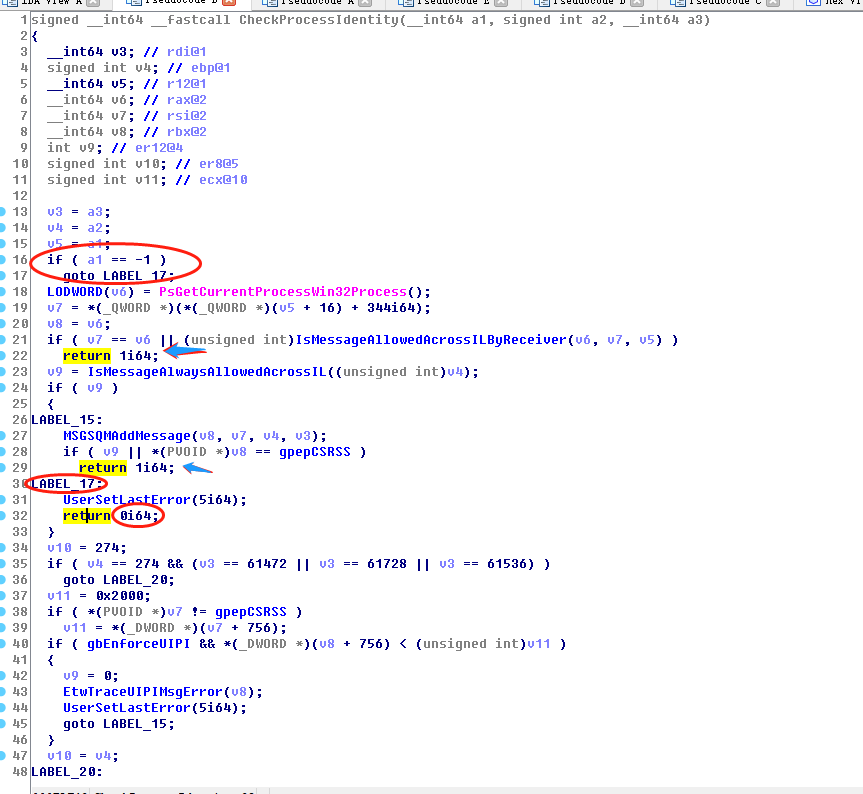 IDA View A
Pseudocode D
Pseudocode A
Pseudocode E
Pseudocode B
Pseudocode C
Hex Vi
1 signed __int64 __fastcall CheckProcessIdentity(__int64 a1, signed int a2, __int64 a3)
2 {
3 __int64 v3; // rdi@1
4 signed int v4; // ebp@1
5 __int64 v5; // r12@1
6 __int64 v6; // rax@2
7 __int64 v7; // rsi@2
8 __int64 v8; // rbx@2
9 int v9; // er12@4
10 signed int v10; // er8@5
11 signed int v11; // ecx@10
12
13 v3 = a3;
14 v4 = a2;
15 v5 = a1;
16 if ( a1 == -1 )
17 goto LABEL_17;
18 LODWORD(v6) = PsGetCurrentProcessWin32Process();
19 v7 = *(_QWORD *)(*(_QWORD *)(v5 + 16) + 344i64);
20 v8 = v6;
21 if ( v7 == v6 || (unsigned int)IsMessageAllowedAcrossILByReceiver(v6, v7, v5) )
22 return 1i64;
23 v9 = IsMessageAlwaysAllowedAcrossIL((unsigned int)v4);
24 if ( v9 )
25 {
26 LABEL_15:
27 MSGSQMAddMessage(v8, v7, v4, v3);
28 if ( v9 || *(PVOID *)v8 == gpepCSRSS )
29 return 1i64;
30 LABEL_17:
31 UserSetLastError(5i64);
32 return 0i64;
33 }
34 v10 = 274;
35 if ( v4 == 274 && (v3 == 61472 || v3 == 61728 || v3 == 61536) )
36 goto LABEL_20;
37 v11 = 0x2000;
38 if ( *(PVOID *)v7 != gpepCSRSS )
39 v11 = *(_DWORD *)(v7 + 756);
40 if ( gbEnforceUIPI && *(_DWORD *)(v8 + 756) < (unsigned int)v11 )
41 {
42 v9 = 0;
43 EtwTraceUIPIMsgError(v8);
44 UserSetLastError(5i64);
45 goto LABEL_15;
46 }
47 v10 = v4;
48 LABEL_20: